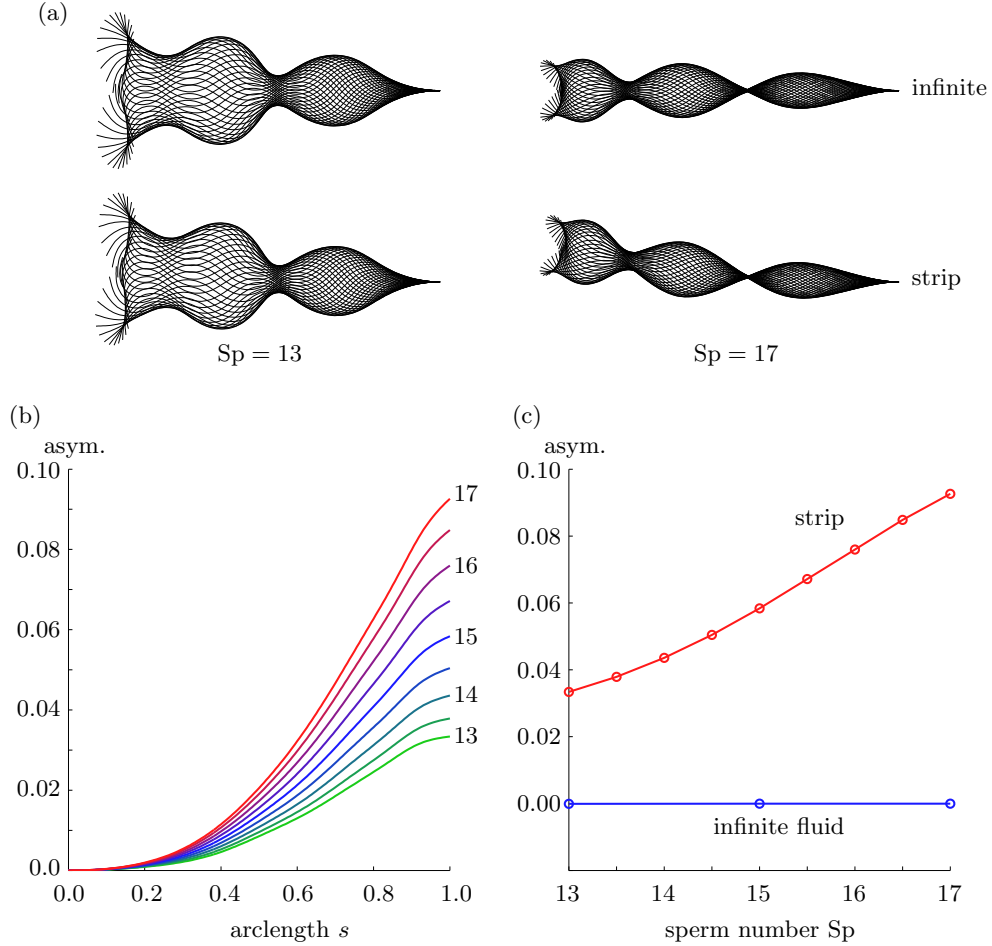 (a)
infinite
strip
Sp = 13
Sp = 17
(b)
asym.
0.10
0.08
0.06
0.04
0.02
0.0
17
16
15
14
13
0.0 0.2 0.4 0.6 0.8 1.0
arclength s
(c)
asym.
0.10
0.08
0.06
0.04
0.02
0.00
strip
infinite fluid
13 14 15 16 17
sperm number Sp